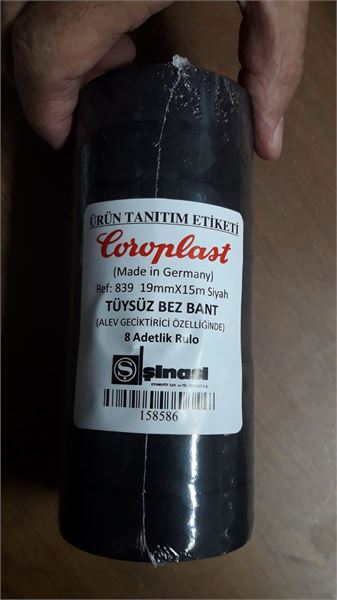 ÜRÜN TANITIM ETİKETİ
Coroplast
(Made in Germany)
Ref: 839 19mmX15m Siyah
TÜYSÜZ BEZ BANT
(ALEV GECİKTİRİCİ ÖZELLİĞİNDE)
8 Adetlik Rulo
Ş şinasi
158586